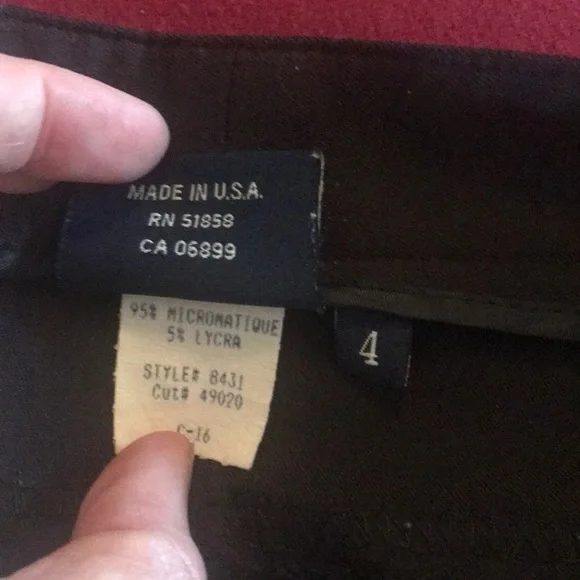 MADE IN U.S.A.
RN 51858
CA 06899
95% MICROMATIQUE
5% LYCRA
STYLE# 8431
Cut# 49020
C-16
4